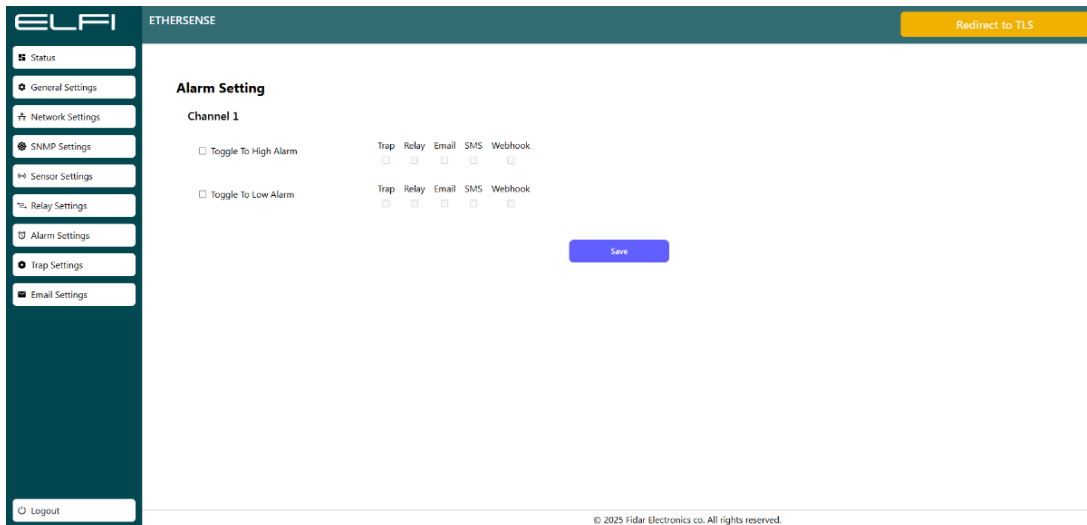 ELFI
ETHERSENSE
Redirect to TLS
Status
General Settings
Network Settings
SNMP Settings
Sensor Settings
Relay Settings
Alarm Settings
Trap Settings
Email Settings
Logout
Alarm Setting
Channel 1
Toggle To High Alarm Trap Relay Email SMS Webhook
Toggle To Low Alarm Trap Relay Email SMS Webhook
Save
© 2025 Fidar Electronics co. All rights reserved.